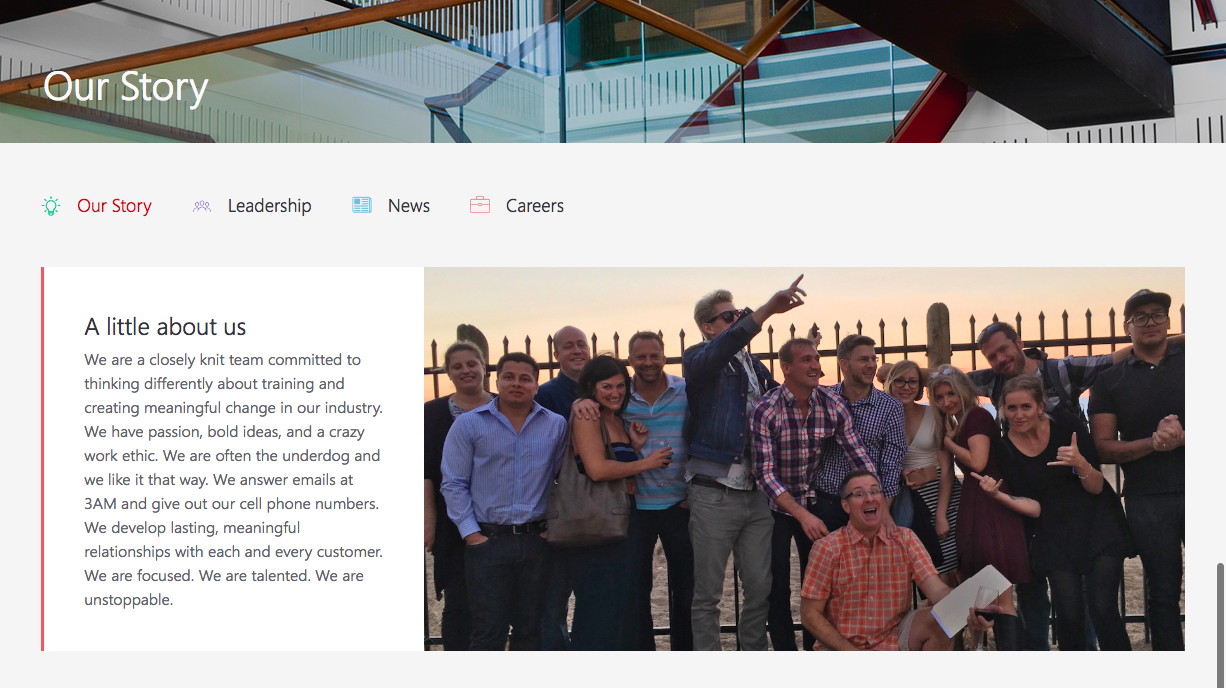 Our Story
Our Story
Leadership
News
Careers
A little about us
We are a closely knit team committed to
thinking differently about training and
creating meaningful change in our industry.
We have passion, bold ideas, and a crazy
work ethic. We are often the underdog and
we like it that way. We answer emails at
3AM and give out our cell phone numbers.
We develop lasting, meaningful
relationships with each and every customer.
We are focused. We are talented. We are
unstoppable.